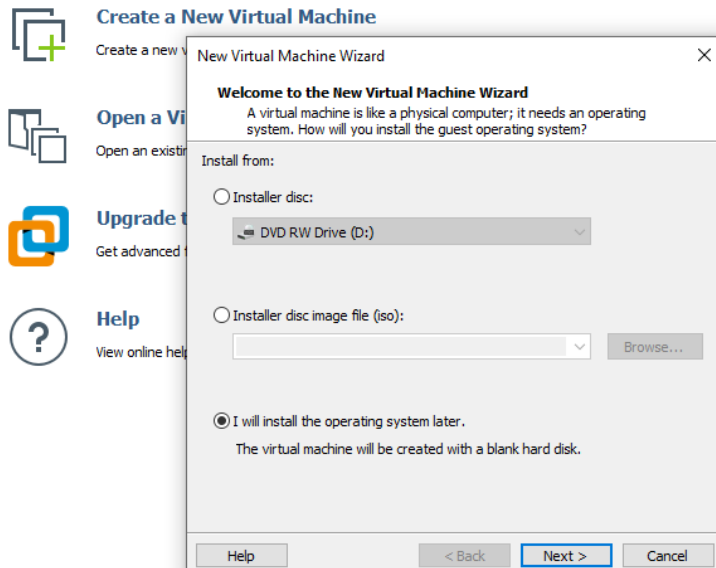 Create a New Virtual Machine
Create a new v
Open a Vi
Open an existin
Upgrade t
Get advanced f
Help
View online help
New Virtual Machine Wizard
Welcome to the New Virtual Machine Wizard
A virtual machine is like a physical computer; it needs an operating
system. How will you install the guest operating system?
Install from:
Installer disc:
DVD RW Drive (D:)
Installer disc image file (iso):
Browse...
I will install the operating system later.
The virtual machine will be created with a blank hard disk.
Help
< Back
Next >
Cancel